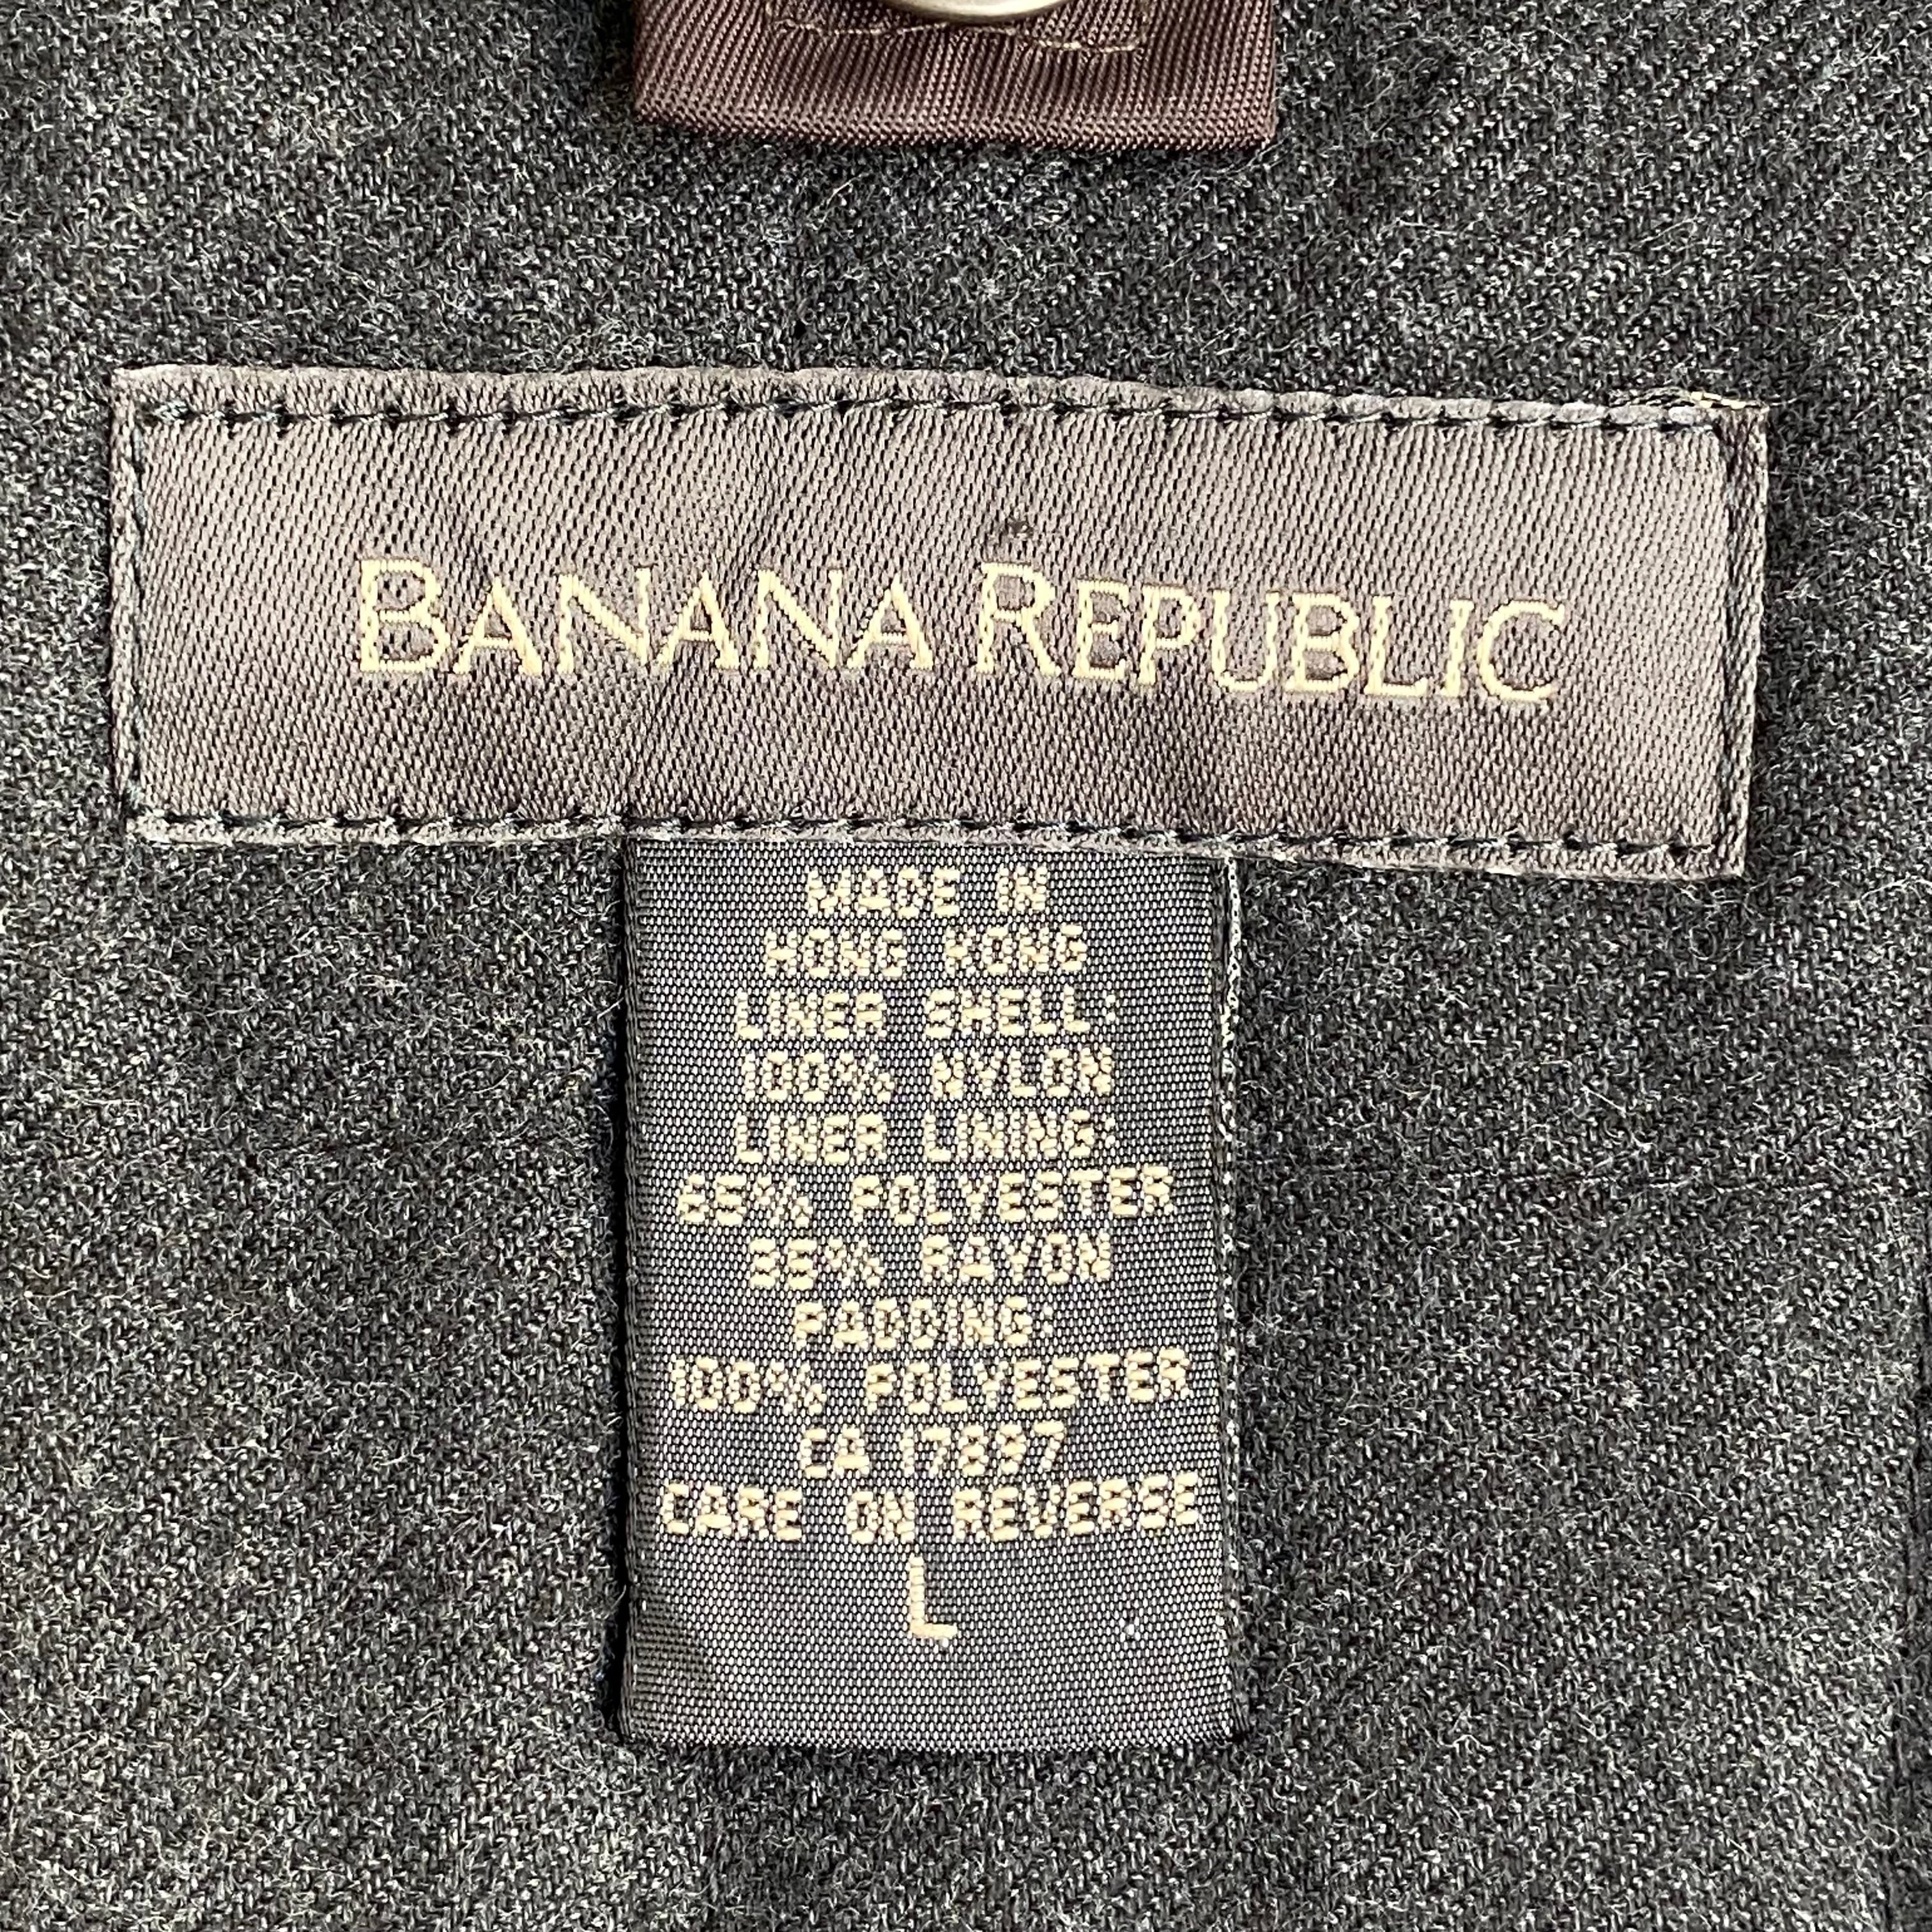 BANANA REPUBLIC
MADE IN
HONG KONG
LINER SHELL:
100% NYLON
LINER LINING:
65% POLYESTER
35% RAYON
PADDING:
100% POLYESTER
CA 17897
CARE ON REVERSE
L